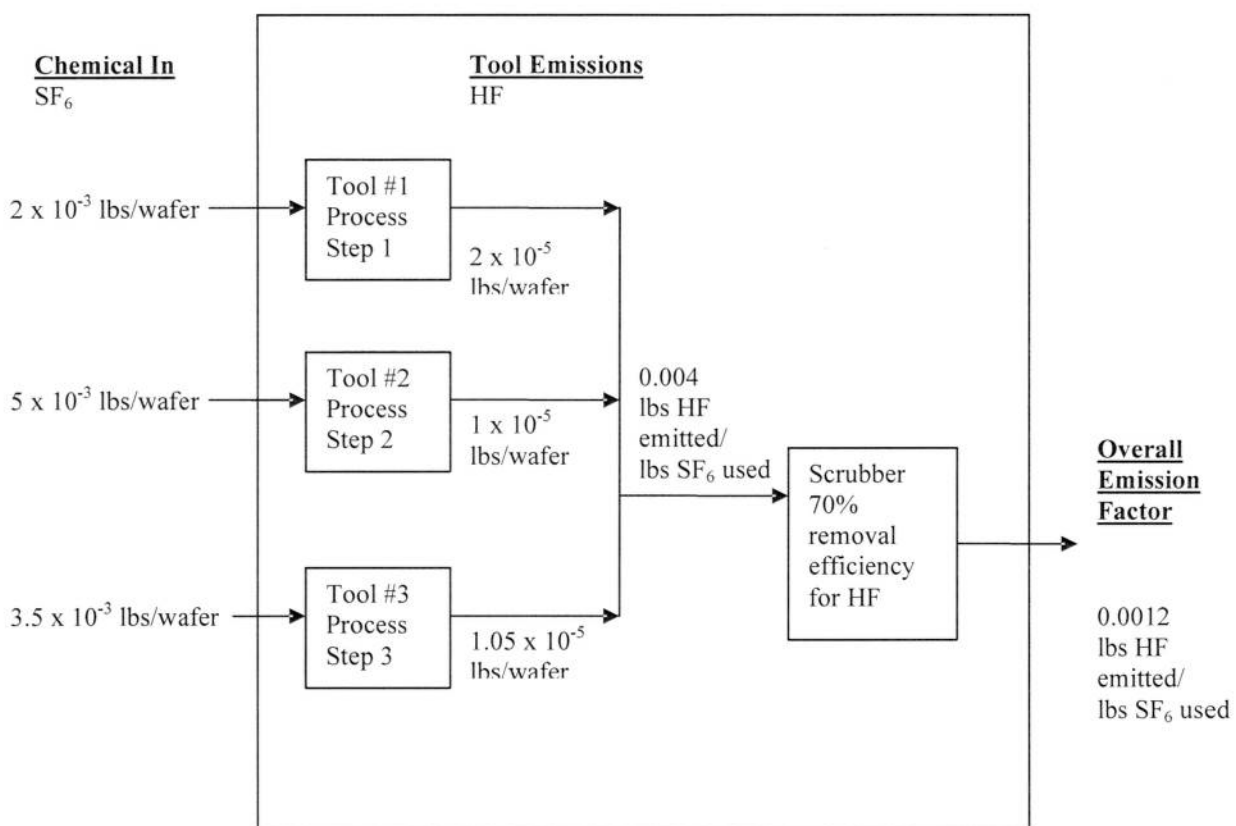 Chemical In
SF₆
Tool Emissions
HF
2 x 10⁻³ lbs/wafer
Tool #1
Process
Step 1
2 x 10⁻⁵
lbs/wafer
5 x 10⁻³ lbs/wafer
Tool #2
Process
Step 2
1 x 10⁻⁵
lbs/wafer
0.004
lbs HF
emitted/
lbs SF₆ used
3.5 x 10⁻³ lbs/wafer
Tool #3
Process
Step 3
1.05 x 10⁻⁵
lbs/wafer
Scrubber
70%
removal
efficiency
for HF
Overall
Emission
Factor
0.0012
lbs HF
emitted/
lbs SF₆ used